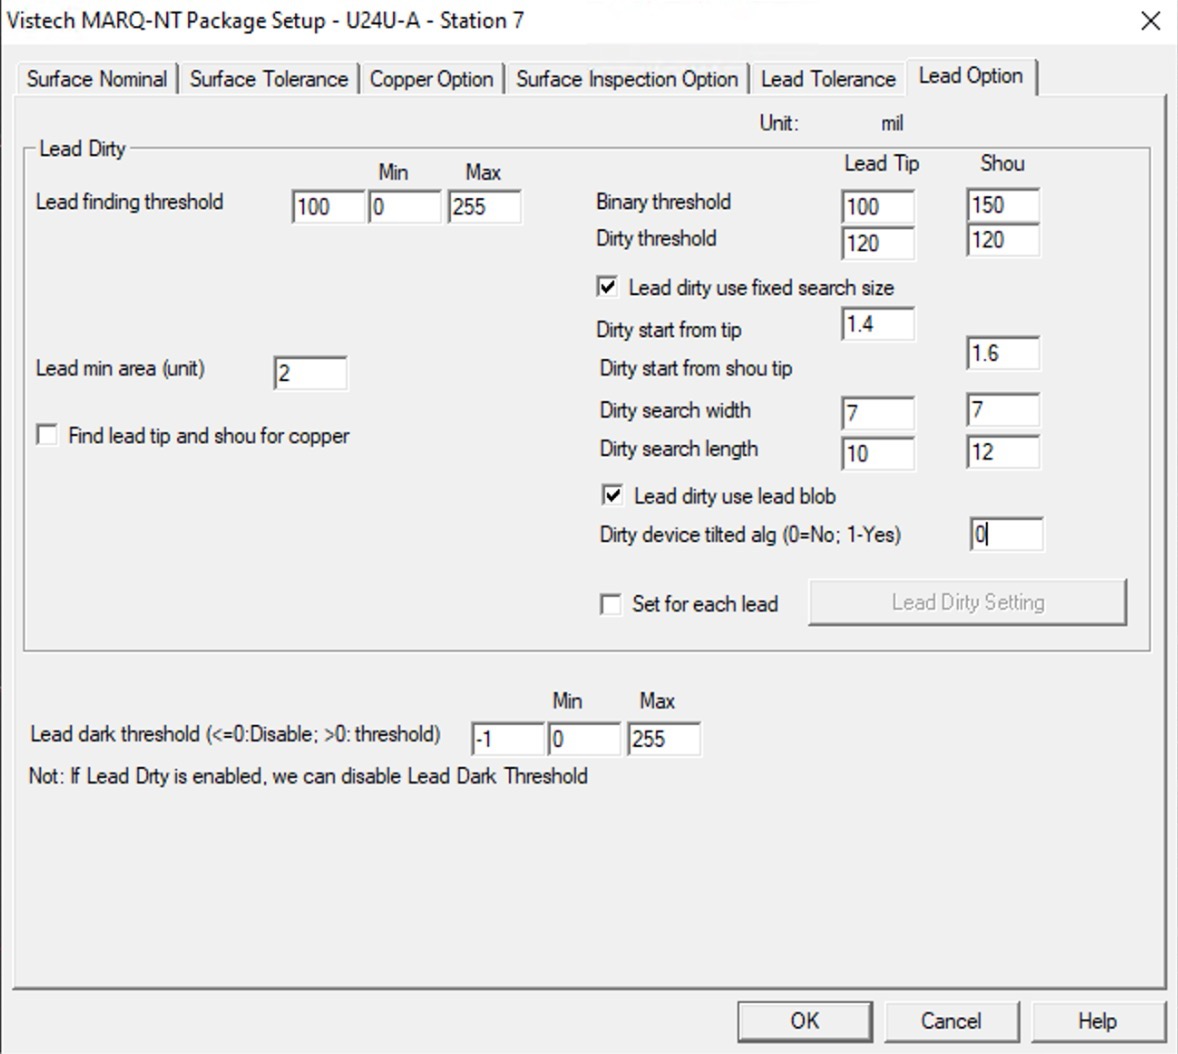 Vistech MARQ-NT Package Setup - U24U-A - Station 7
Surface Nominal Surface Tolerance Copper Option Surface Inspection Option Lead Tolerance Lead Option
Unit: mil
Lead Dirty
Min Max
Lead finding threshold 100 0 255
Lead min area (unit) 2
Find lead tip and shou for copper
Lead Tip Shou
Binary threshold 100 150
Dirty threshold 120 120
Lead dirty use fixed search size
Dirty start from tip 1.4
Dirty start from shou tip 1.6
Dirty search width 7 7
Dirty search length 10 12
Lead dirty use lead blob
Dirty device tilted alg (0=No; 1-Yes) 0
Set for each lead Lead Dirty Setting
Min Max
Lead dark threshold (<=0:Disable; >0: threshold) -1 0 255
Not: If Lead Drty is enabled, we can disable Lead Dark Threshold
OK Cancel Help